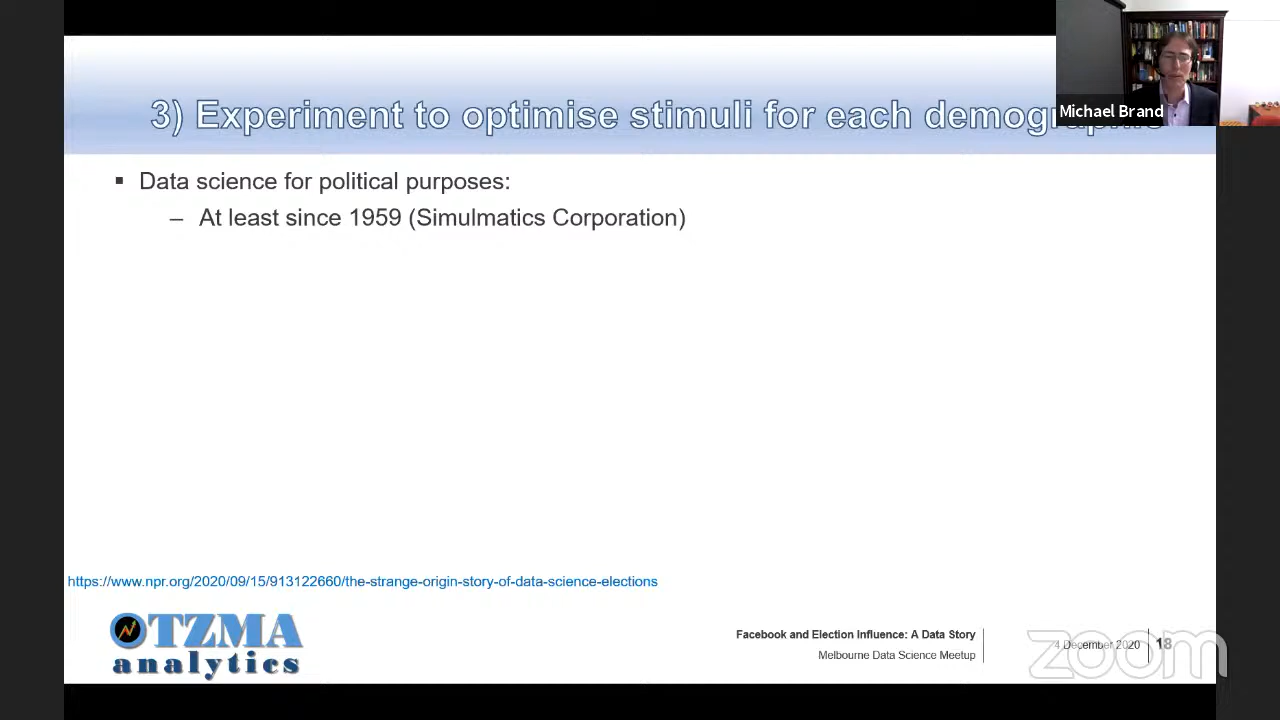 3) Experiment to optimise stimuli for each
Michael Brand
▪ Data science for political purposes:
– At least since 1959 (Simulmatics Corporation)
https://www.npr.org/2020/09/15/913122660/the-strange-origin-story-of-data-science-elections
OTZMA
analytics
Facebook and Election Influence: A Data Story
Melbourne Data Science Meetup
4 December 2020
18
zoom